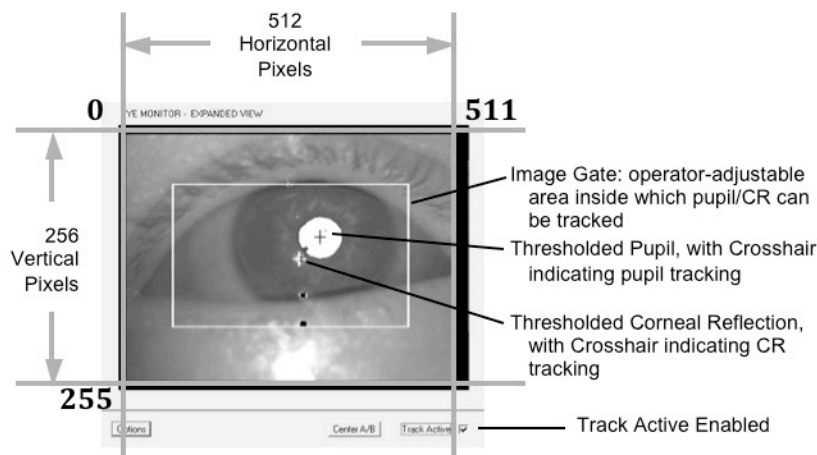 512
Horizontal
Pixels
0
511
YE MONITOR - EXPANDED VIEW
256
Vertical
Pixels
Image Gate: operator-adjustable
area inside which pupil/CR can
be tracked
Thresholded Pupil, with Crosshair
indicating pupil tracking
Thresholded Corneal Reflection,
with Crosshair indicating CR
tracking
255
Options
Center A/B
Track Active
Track Active Enabled